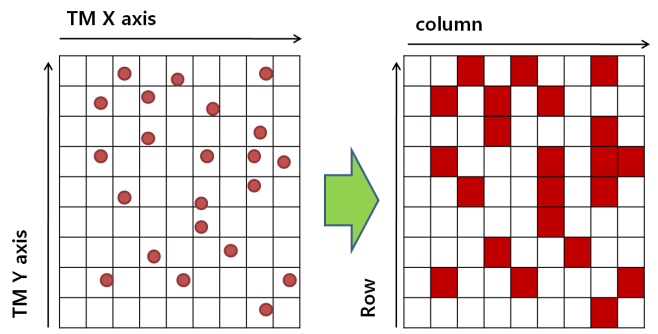 TM X axis
column
TM Y axis
Row